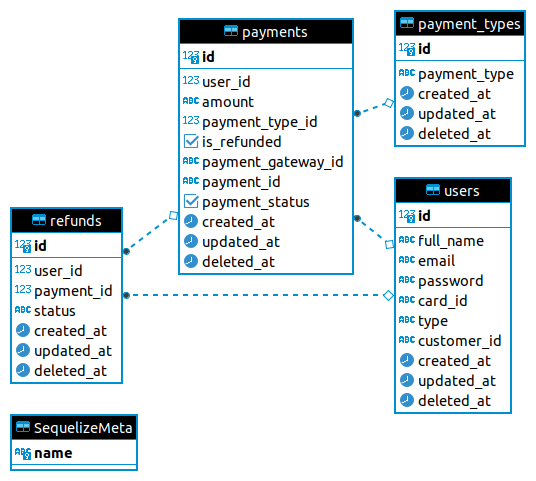 payments
123 id
123 user_id
ABC amount
123 payment_type_id
is_refunded
ABC payment_gateway_id
ABC payment_id
payment_status
created_at
updated_at
deleted_at
payment_types
123 id
ABC payment_type
created_at
updated_at
deleted_at
users
123 id
ABC full_name
ABC email
ABC password
ABC card_id
ABC type
ABC customer_id
created_at
updated_at
deleted_at
refunds
123 id
123 user_id
123 payment_id
ABC status
created_at
updated_at
deleted_at
SequelizeMeta
ABC name